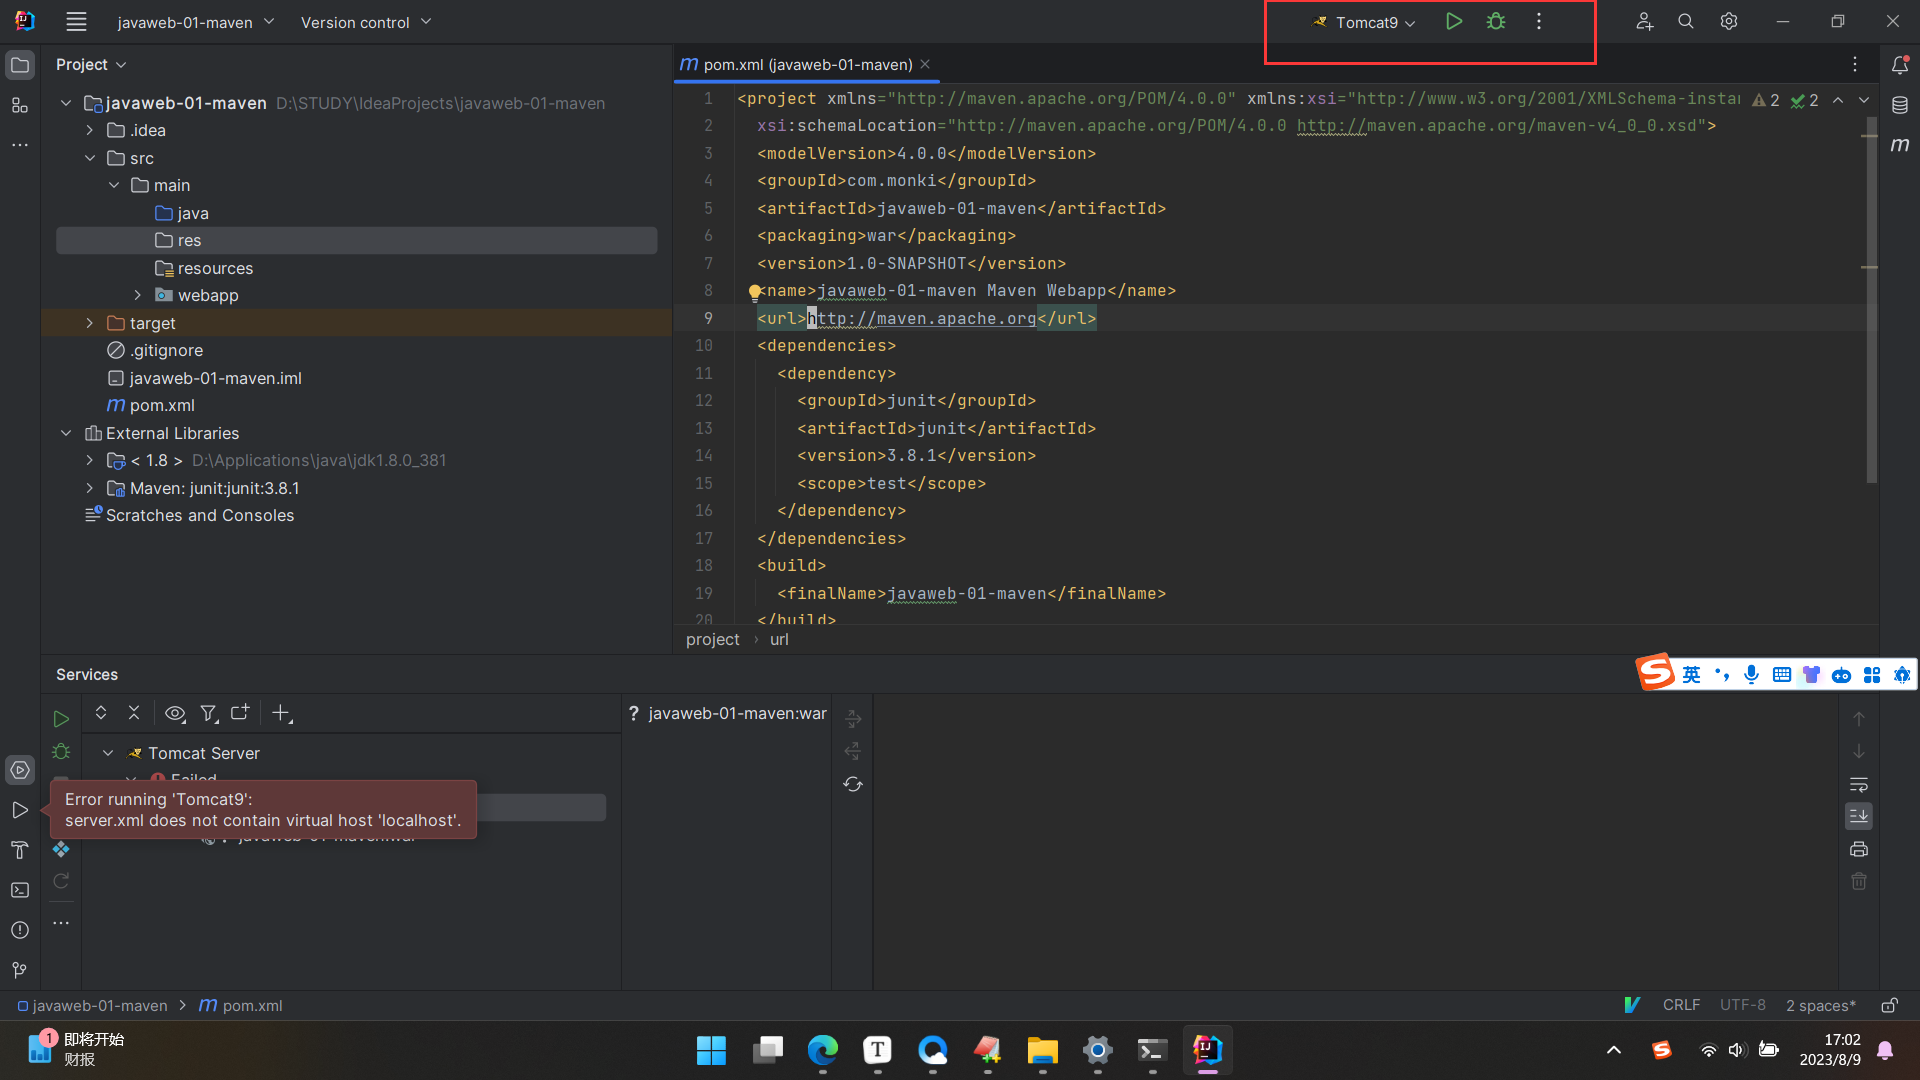 javaweb-01-maven
Version control
Tomcat9
Project
pom.xml (javaweb-01-maven)
javaweb-01-maven D:\STUDY\IdeaProjects\javaweb-01-maven
.idea
src
main
java
res
resources
webapp
target
.gitignore
javaweb-01-maven.iml
pom.xml
External Libraries
< 1.8 > D:\Applications\java\jdk1.8.0_381
Maven: junit:junit:3.8.1
Scratches and Consoles
1 <project xmlns="http://maven.apache.org/POM/4.0.0" xmlns:xsi="http://www.w3.org/2001/XMLSchema-instan
2 2
2 xsi:schemaLocation="http://maven.apache.org/POM/4.0.0 http://maven.apache.org/maven-v4_0_0.xsd">
3 <modelVersion>4.0.0</modelVersion>
4 <groupId>com.monki</groupId>
5 <artifactId>javaweb-01-maven</artifactId>
6 <packaging>war</packaging>
7 <version>1.0-SNAPSHOT</version>
8 <name>javaweb-01-maven Maven Webapp</name>
9 <url>http://maven.apache.org</url>
10 <dependencies>
11 <dependency>
12 <groupId>junit</groupId>
13 <artifactId>junit</artifactId>
14 <version>3.8.1</version>
15 <scope>test</scope>
16 </dependency>
17 </dependencies>
18 <build>
19 <finalName>javaweb-01-maven</finalName>
20 </build>
project › url
英
Services
Tomcat Server
Failed
Error running 'Tomcat9':
server.xml does not contain virtual host 'localhost'.
javaweb-01-maven:war
? javaweb-01-maven:war
javaweb-01-maven > pom.xml
CRLF UTF-8 2 spaces*
1
即将开始
财报
17:02
2023/8/9